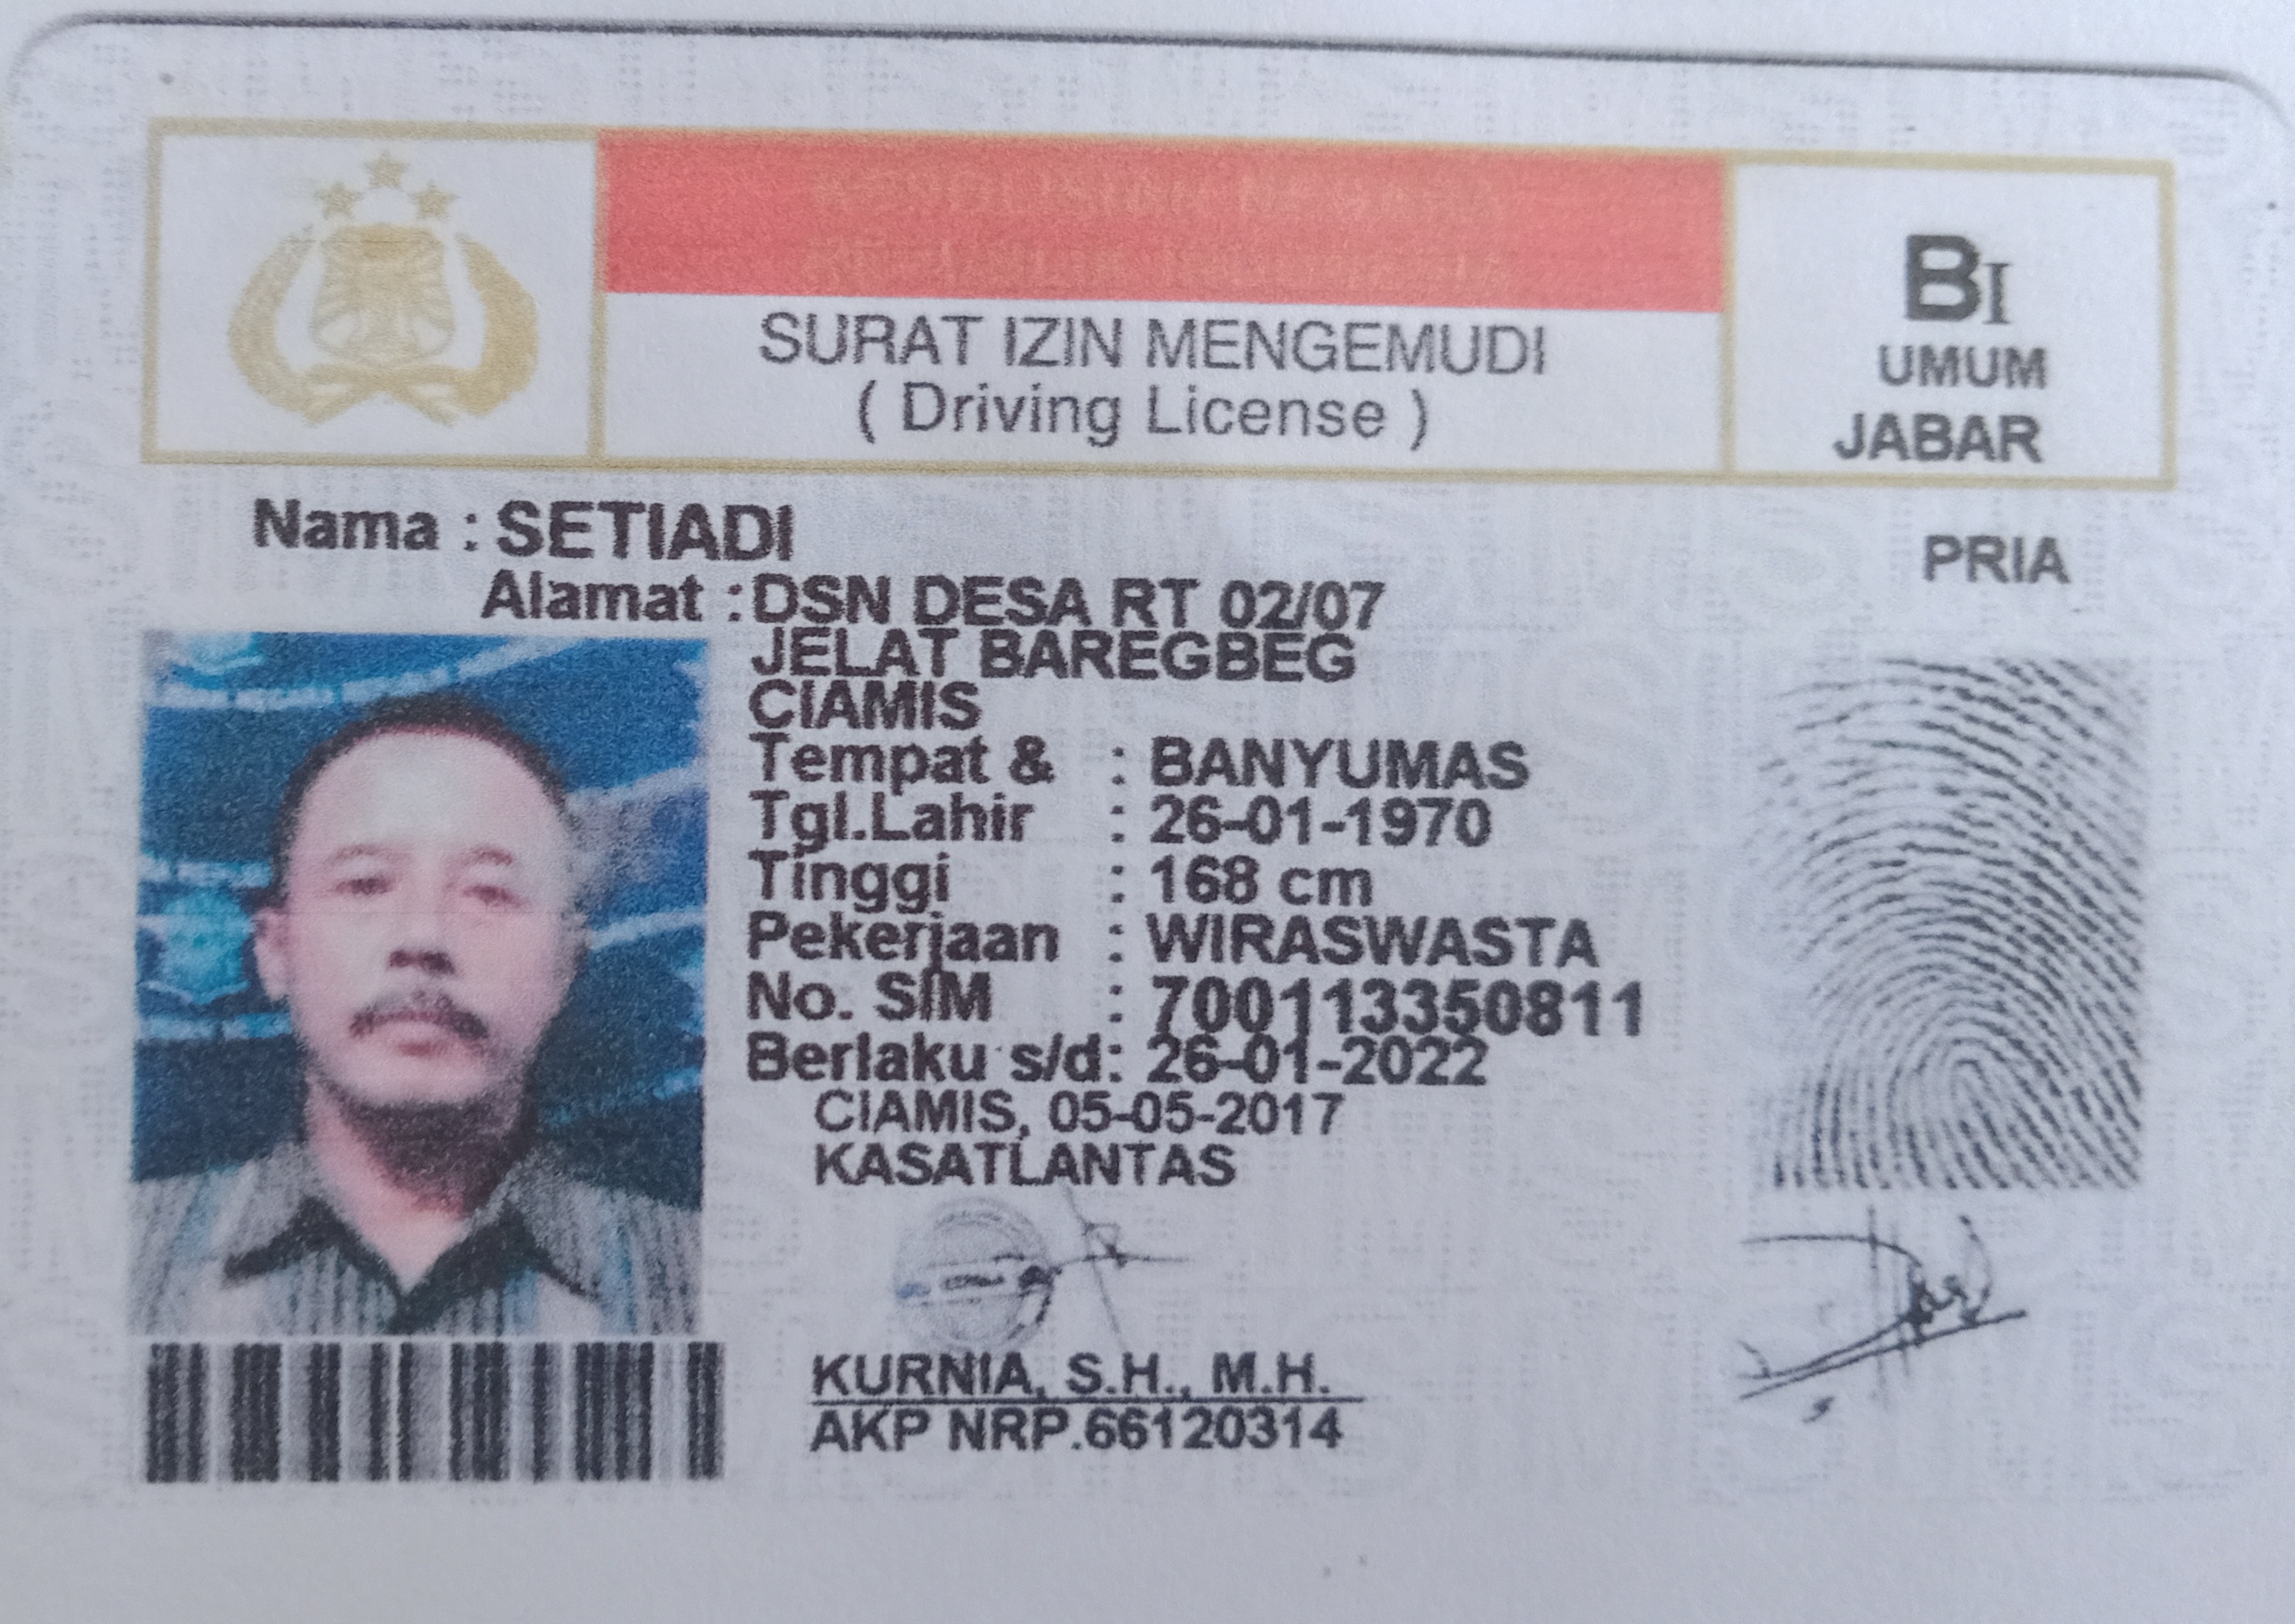 SURAT IZIN MENGEMUDI
( Driving License )
BI
UMUM
JABAR
Nama : SETIADI
PRIA
Alamat : DSN DESA RT 02/07
JELAT BAREGBEG
CIAMIS
Tempat & : BANYUMAS
Tgl.Lahir : 26-01-1970
Tinggi : 168 cm
Pekerjaan : WIRASWASTA
No. SIM : 700113350811
Berlaku s/d: 26-01-2022
CIAMIS, 05-05-2017
KASATLANTAS
KURNIA, S.H., M.H.
AKP NRP.66120314